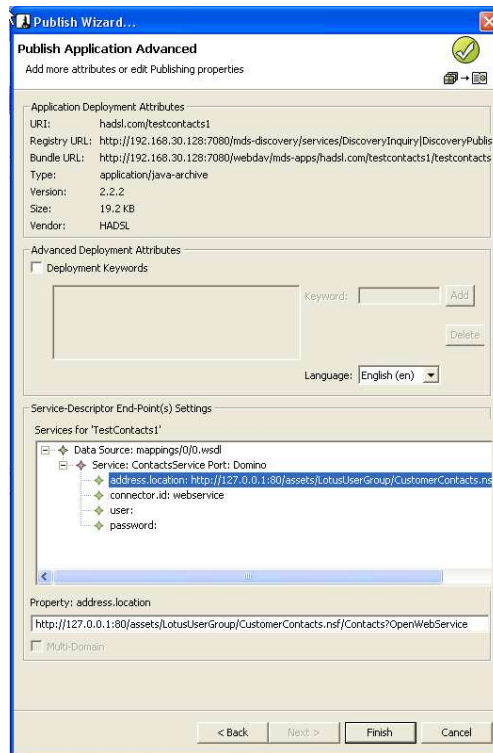 Publish Wizard...
Publish Application Advanced
Add more attributes or edit Publishing properties
Application Deployment Attributes
URI: hadsl.com/testcontacts1
Registry URL: http://192.168.30.128:7080/mds-discovery/services/DiscoveryInquiry|DiscoveryPublis
Bundle URL: http://192.168.30.128:7080/webdav/mds-apps/hadsl.com/testcontacts1/testcontacts
Type: application/java-archive
Version: 2.2.2
Size: 19.2 KB
Vendor: HADSL
Advanced Deployment Attributes
Deployment Keywords
Keyword: Add
Delete
Language: English (en)
Service-Descriptor End-Point(s) Settings
Services for 'TestContacts1'
Data Source: mappings/0/0.wsdl
Service: ContactsService Port: Domino
address.location: http://127.0.0.1:80/assets/LotusUserGroup/CustomerContacts.ns
connector.id: webservice
user:
password:
Property: address.location
http://127.0.0.1:80/assets/LotusUserGroup/CustomerContacts.nsf/Contacts?OpenWebService
Multi-Domain
< Back Next > Finish Cancel